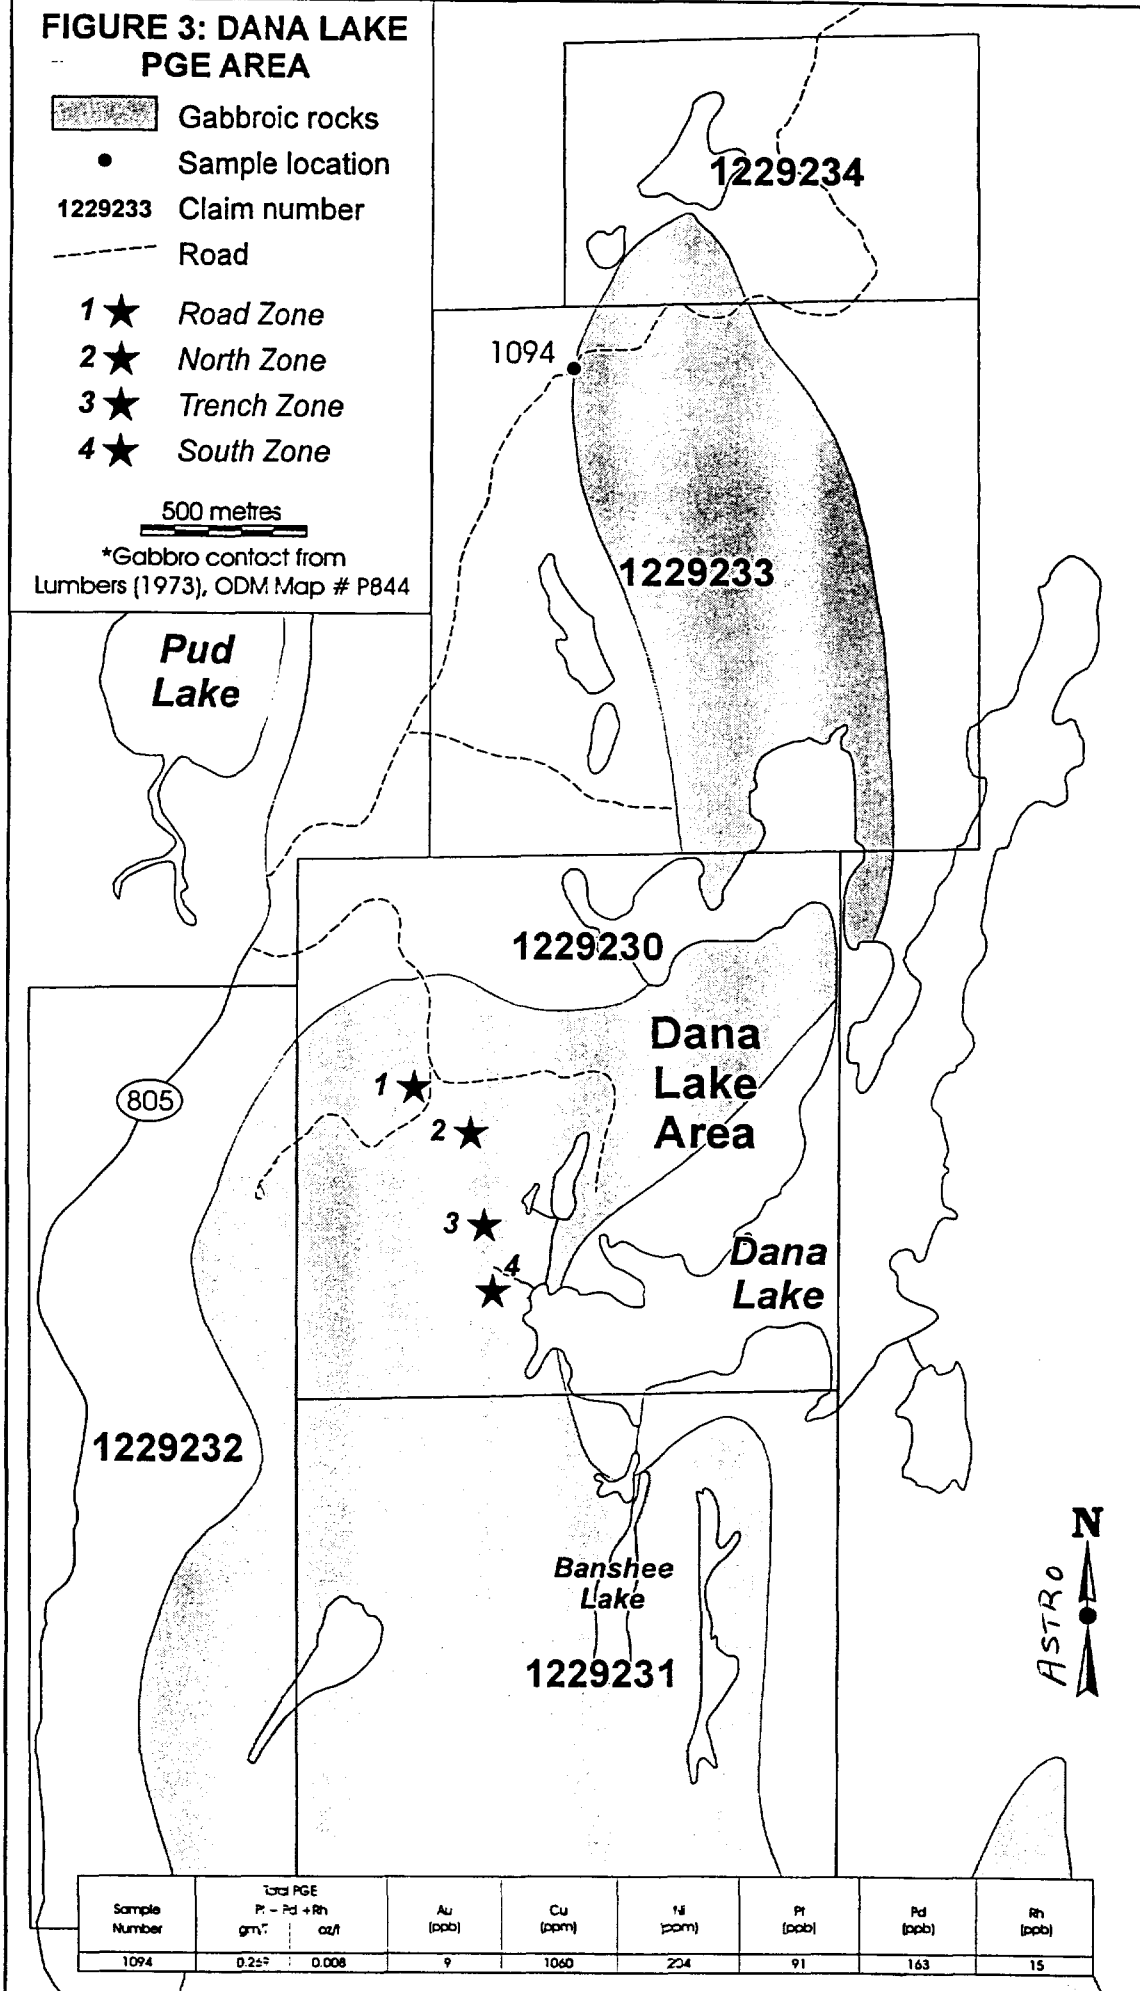 FIGURE 3: DANA LAKE
PGE AREA
Gabbroic rocks
Sample location
1229233 Claim number
Road
1 Road Zone
2 North Zone
3 Trench Zone
4 South Zone
500 metres
*Gabbro contact from
Lumbers (1973), ODM Map # P844
1229234
1094
1229233
Pud
Lake
1229230
Dana
Lake
Area
805
1
2
3
4
Dana
Lake
1229232
Banshee
Lake
1229231
N
ASTRO
Sample
Number
Total PGE
Pt - Pd + Rh
gm/T oz/t
Au
(ppb)
Cu
(ppm)
Ni
(ppm)
Pt
(ppb)
Pd
(ppb)
Rh
(ppb)
1094 0.008 9 1060 204 91 163 15